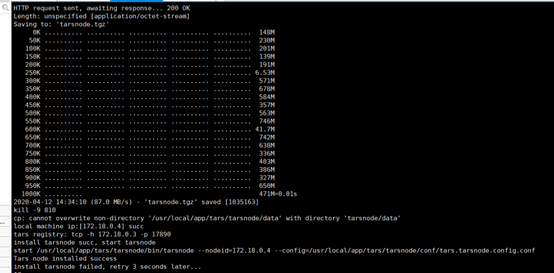 HTTP request sent, awaiting response... 200 OK
Length: unspecified [application/octet-stream]
Saving to: 'tarsnode.tgz'
0K .......... .......... .......... .......... .......... 148M
50K .......... .......... .......... .......... .......... 230M
100K .......... .......... .......... .......... .......... 201M
150K .......... .......... .......... .......... .......... 139M
200K .......... .......... .......... .......... .......... 191M
250K .......... .......... .......... .......... .......... 6.53M
300K .......... .......... .......... .......... .......... 571M
350K .......... .......... .......... .......... .......... 678M
400K .......... .......... .......... .......... .......... 584M
450K .......... .......... .......... .......... .......... 357M
500K .......... .......... .......... .......... .......... 563M
550K .......... .......... .......... .......... .......... 746M
600K .......... .......... .......... .......... .......... 41.7M
650K .......... .......... .......... .......... .......... 742M
700K .......... .......... .......... .......... .......... 638M
750K .......... .......... .......... .......... .......... 336M
800K .......... .......... .......... .......... .......... 403M
850K .......... .......... .......... .......... .......... 386M
900K .......... .......... .......... .......... .......... 327M
950K .......... .......... .......... .......... .......... 650M
1000K .......... 471M=0.01s
2020-04-12 14:34:10 (87.0 MB/s) - 'tarsnode.tgz' saved [1035163]
kill -9 810
cp: cannot overwrite non-directory '/usr/local/app/tars/tarsnode/data' with directory 'tarsnode/data'
local machine ip:[172.18.0.4] succ
tars registry: tcp -h 172.18.0.3 -p 17890
install tarsnode succ, start tarsnode
start /usr/local/app/tars/tarsnode/bin/tarsnode --nodeid=172.18.0.4 --config=/usr/local/app/tars/tarsnode/conf/tars.tarsnode.config.conf
Tars node installed success
install tarsnode failed, retry 3 seconds later...